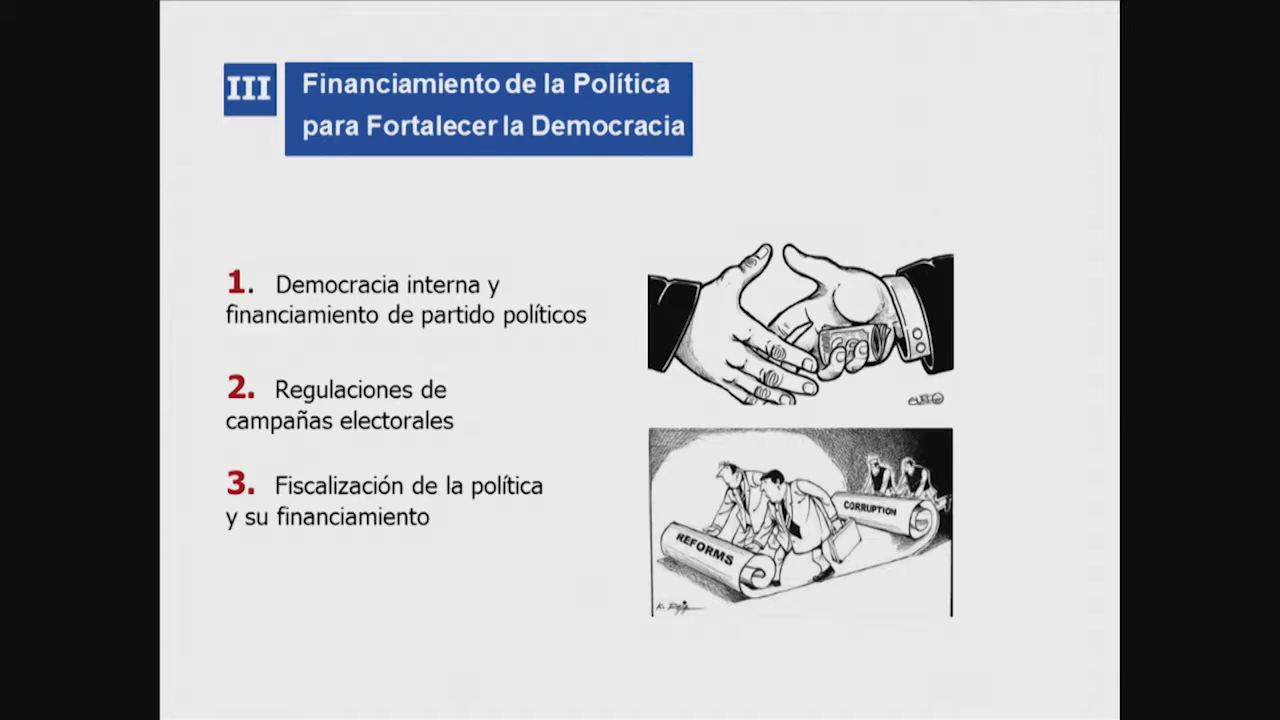 III
Financiamiento de la Política
para Fortalecer la Democracia
1. Democracia interna y
financiamiento de partido políticos
2. Regulaciones de
campañas electorales
3. Fiscalización de la política
y su financiamiento
CORRUPTION
REFORMS